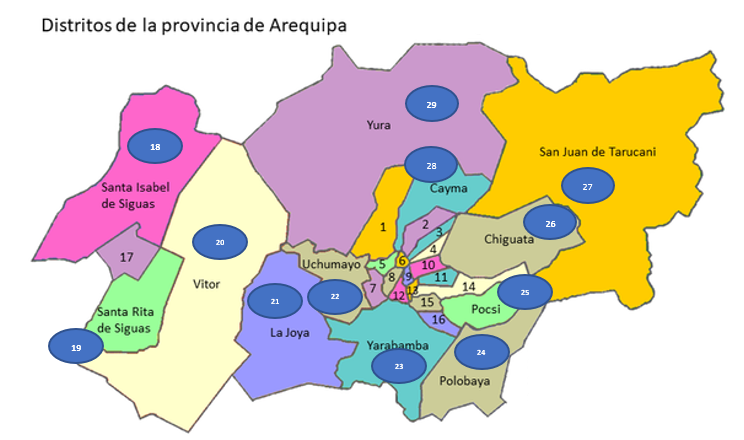 Distritos de la provincia de Arequipa
29
Yura
18
28
San Juan de Tarucani
Santa Isabel
de Siguas
Cayma
27
1
2
3
26
20
4
Chiguata
17
Uchumayo
5
6
10
Vitor
8
9
11
7
14
21
22
12
13
25
Santa Rita
de Siguas
15
Pocsi
La Joya
16
19
Yarabamba
24
23
Polobaya